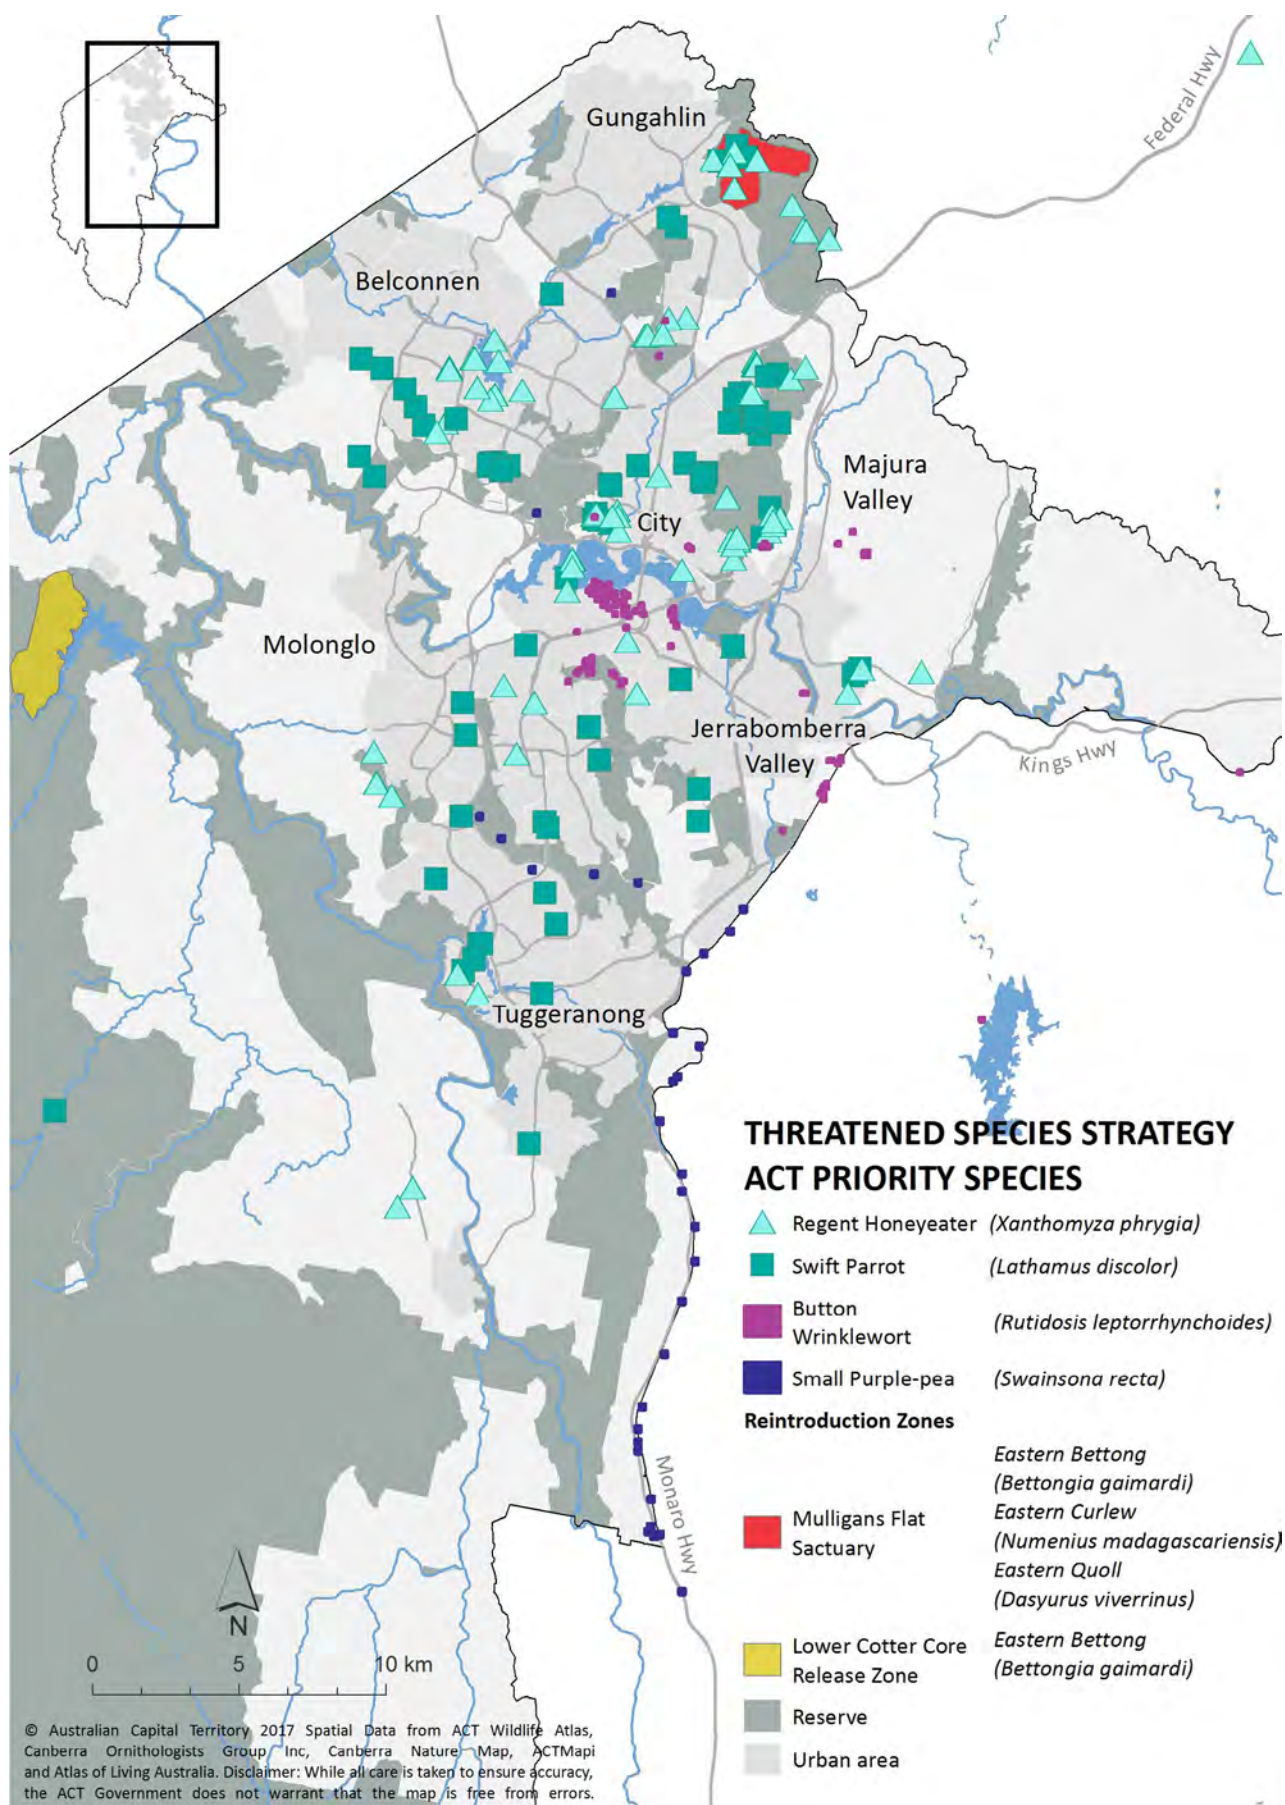 Federal Hwy
Gungahlin
Belconnen
Majura
Valley
City
Molonglo
Jerrabomberra
Valley
Kings Hwy
Tuggeranong
Monaro Hwy
THREATENED SPECIES STRATEGY
ACT PRIORITY SPECIES
Regent Honeyeater (Xanthomyza phrygia)
Swift Parrot (Lathamus discolor)
Button
Wrinklewort (Rutidosis leptorrhynchoides)
Small Purple-pea (Swainsona recta)
Reintroduction Zones
Mulligans Flat
Sactuary
Eastern Bettong
(Bettongia gaimardi)
Eastern Curlew
(Numenius madagascariensis)
Eastern Quoll
(Dasyurus viverrinus)
Lower Cotter Core
Release Zone
Eastern Bettong
(Bettongia gaimardi)
Reserve
Urban area
N
0 5 10 km
© Australian Capital Territory 2017 Spatial Data from ACT Wildlife Atlas,
Canberra Ornithologists Group Inc, Canberra Nature Map, ACTMapi
and Atlas of Living Australia. Disclaimer: While all care is taken to ensure accuracy,
the ACT Government does not warrant that the map is free from errors.